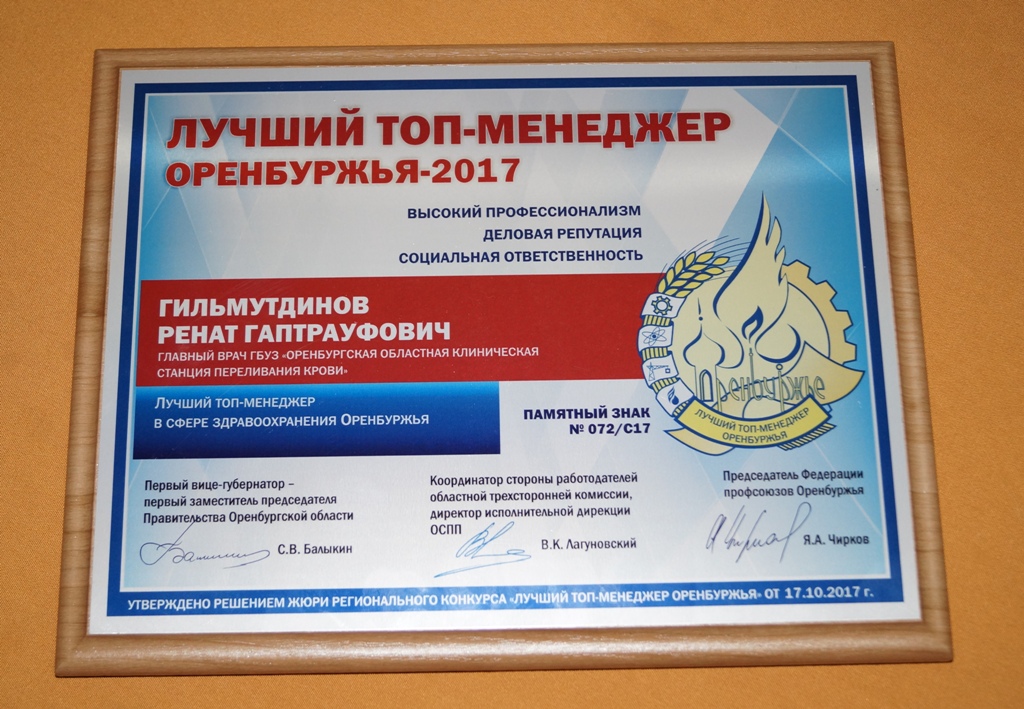 ЛУЧШИЙ ТОП-МЕНЕДЖЕР
ОРЕНБУРЖЬЯ-2017
ВЫСОКИЙ ПРОФЕССИОНАЛИЗМ
ДЕЛОВАЯ РЕПУТАЦИЯ
СОЦИАЛЬНАЯ ОТВЕТСТВЕННОСТЬ
ГИЛЬМУТДИНОВ
РЕНАТ ГАПТРАУФОВИЧ
ГЛАВНЫЙ ВРАЧ ГБУЗ «ОРЕНБУРГСКАЯ ОБЛАСТНАЯ КЛИНИЧЕСКАЯ
СТАНЦИЯ ПЕРЕЛИВАНИЯ КРОВИ»
ЛУЧШИЙ ТОП-МЕНЕДЖЕР
В СФЕРЕ ЗДРАВООХРАНЕНИЯ ОРЕНБУРЖЬЯ
ПАМЯТНЫЙ ЗНАК
№ 072/С17
Оренбуржье
ЛУЧШИЙ ТОП-МЕНЕДЖЕР
ОРЕНБУРЖЬЯ
Первый вице-губернатор –
первый заместитель председателя
Правительства Оренбургской области
С.В. Балыкин
Координатор стороны работодателей
областной трехсторонней комиссии,
директор исполнительной дирекции
ОСПП
В.К. Лагуновский
Председатель Федерации
профсоюзов Оренбуржья
Я.А. Чирков
УТВЕРЖДЕНО РЕШЕНИЕМ ЖЮРИ РЕГИОНАЛЬНОГО КОНКУРСА «ЛУЧШИЙ ТОП-МЕНЕДЖЕР ОРЕНБУРЖЬЯ» ОТ 17.10.2017 г.